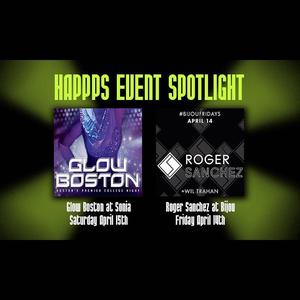 HAPPPS EVENT SPOTLIGHT
GLOW
BOSTON
BOSTON'S PREMIER COLLEGE NIGHT
Glow Boston at Sonia
Saturday April 15th
#BIJOUFRIDAYS
APRIL 14
ROGER
SANCHEZ
+WIL TRAHAN
Roger Sanchez at Bijou
Friday April 14th